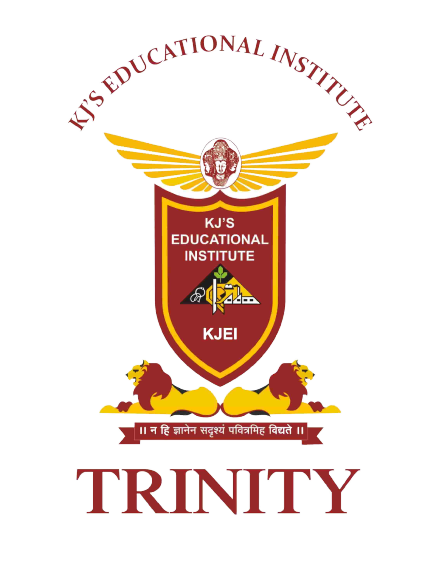 KJ'S EDUCATIONAL INSTITUTE
KJ'S
EDUCATIONAL
INSTITUTE
KJEI
॥ न हि ज्ञानेन सदृश्यं पवित्रमिह विद्यते ॥
TRINITY